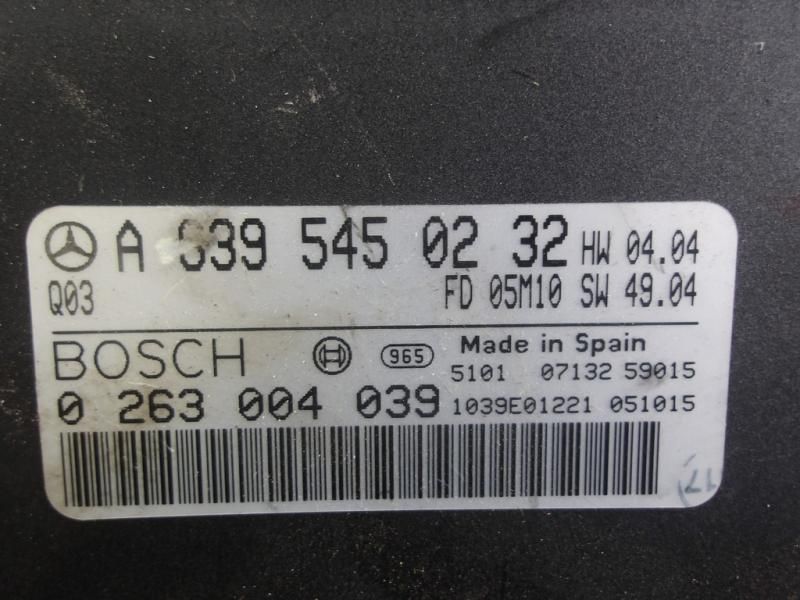 A 639 545 02 32 HW 04.04
Q03 FD 05M10 SW 49.04
BOSCH 965 Made in Spain
5101 07132 59015
0 263 004 039 1039E01221 051015